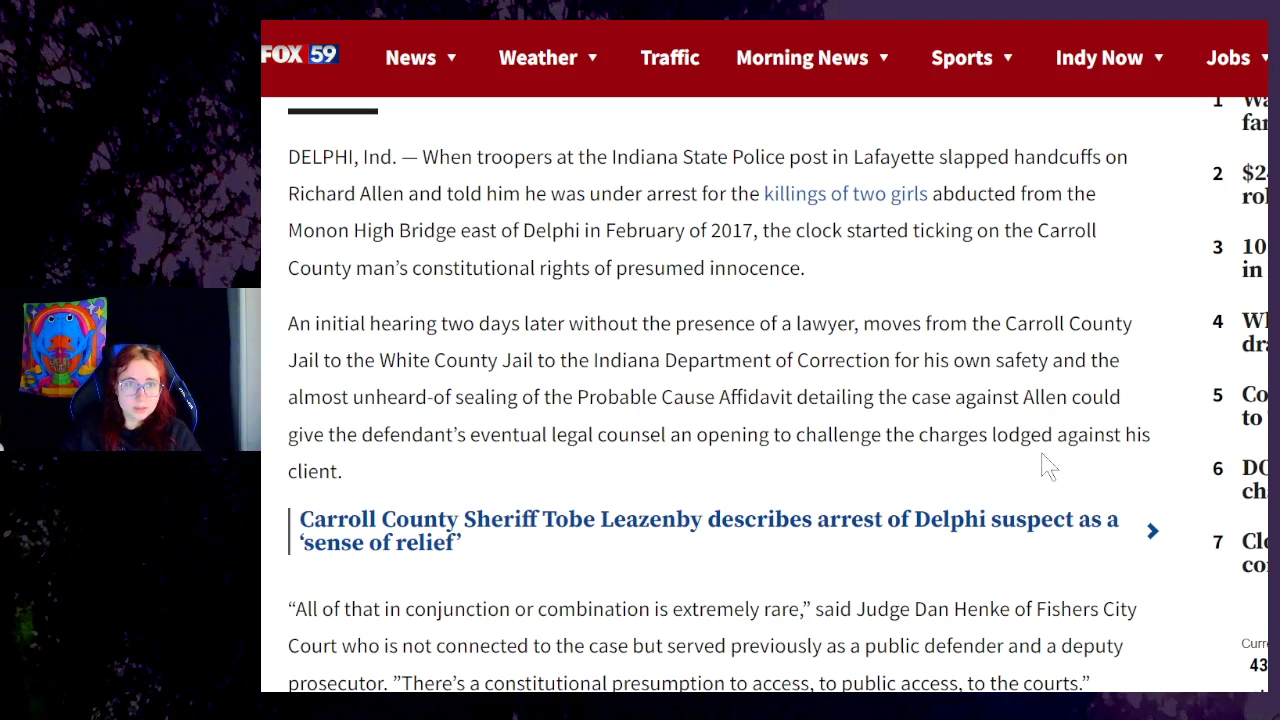 FOX 59 News Weather Traffic Morning News Sports Indy Now Jobs
DELPHI, Ind. — When troopers at the Indiana State Police post in Lafayette slapped handcuffs on
Richard Allen and told him he was under arrest for the killings of two girls abducted from the
Monon High Bridge east of Delphi in February of 2017, the clock started ticking on the Carroll
County man’s constitutional rights of presumed innocence.
An initial hearing two days later without the presence of a lawyer, moves from the Carroll County
Jail to the White County Jail to the Indiana Department of Correction for his own safety and the
almost unheard-of sealing of the Probable Cause Affidavit detailing the case against Allen could
give the defendant’s eventual legal counsel an opening to challenge the charges lodged against his
client.
Carroll County Sheriff Tobe Leazenby describes arrest of Delphi suspect as a
‘sense of relief’
“All of that in conjunction or combination is extremely rare,” said Judge Dan Henke of Fishers City
Court who is not connected to the case but served previously as a public defender and a deputy
prosecutor. ”There’s a constitutional presumption to access, to public access, to the courts.”
1
2 $2
3 10
in
4
5 Co
to
6
7
43